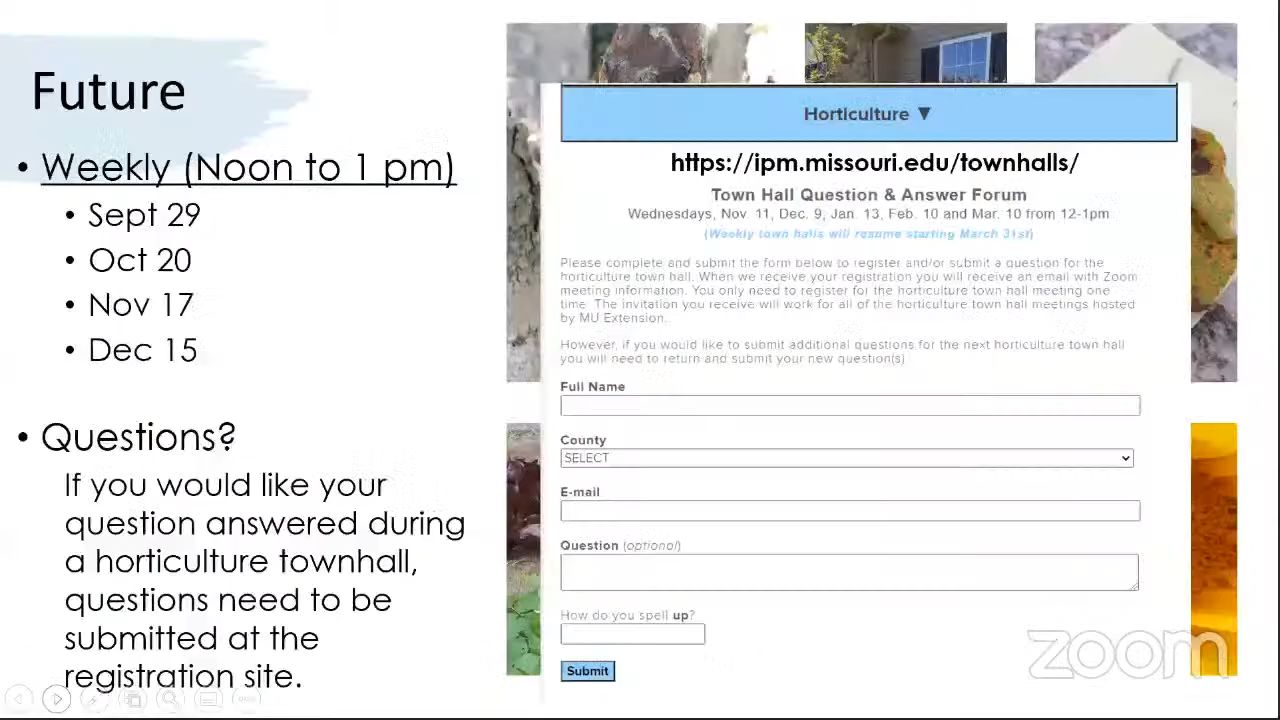 Future
• Weekly (Noon to 1 pm)
• Sept 29
• Oct 20
• Nov 17
• Dec 15
• Questions?
If you would like your
question answered during
a horticulture townhall,
questions need to be
submitted at the
registration site.
Horticulture ▼
https://ipm.missouri.edu/townhalls/
Town Hall Question & Answer Forum
Wednesdays, Nov. 11, Dec. 9, Jan. 13, Feb. 10 and Mar. 10 from 12-1pm
(Weekly town halls will resume starting March 31st)
Please complete and submit the form below to register and/or submit a question for the
horticulture town hall. When we receive your registration you will receive an email with Zoom
meeting information. You only need to register for the horticulture town hall meeting one
time. The invitation you receive will work for all of the horticulture town hall meetings hosted
by MU Extension.
However, if you would like to submit additional questions for the next horticulture town hall
you will need to return and submit your new question(s)
Full Name
County
SELECT
E-mail
Question (optional)
How do you spell up?
Submit
zoom